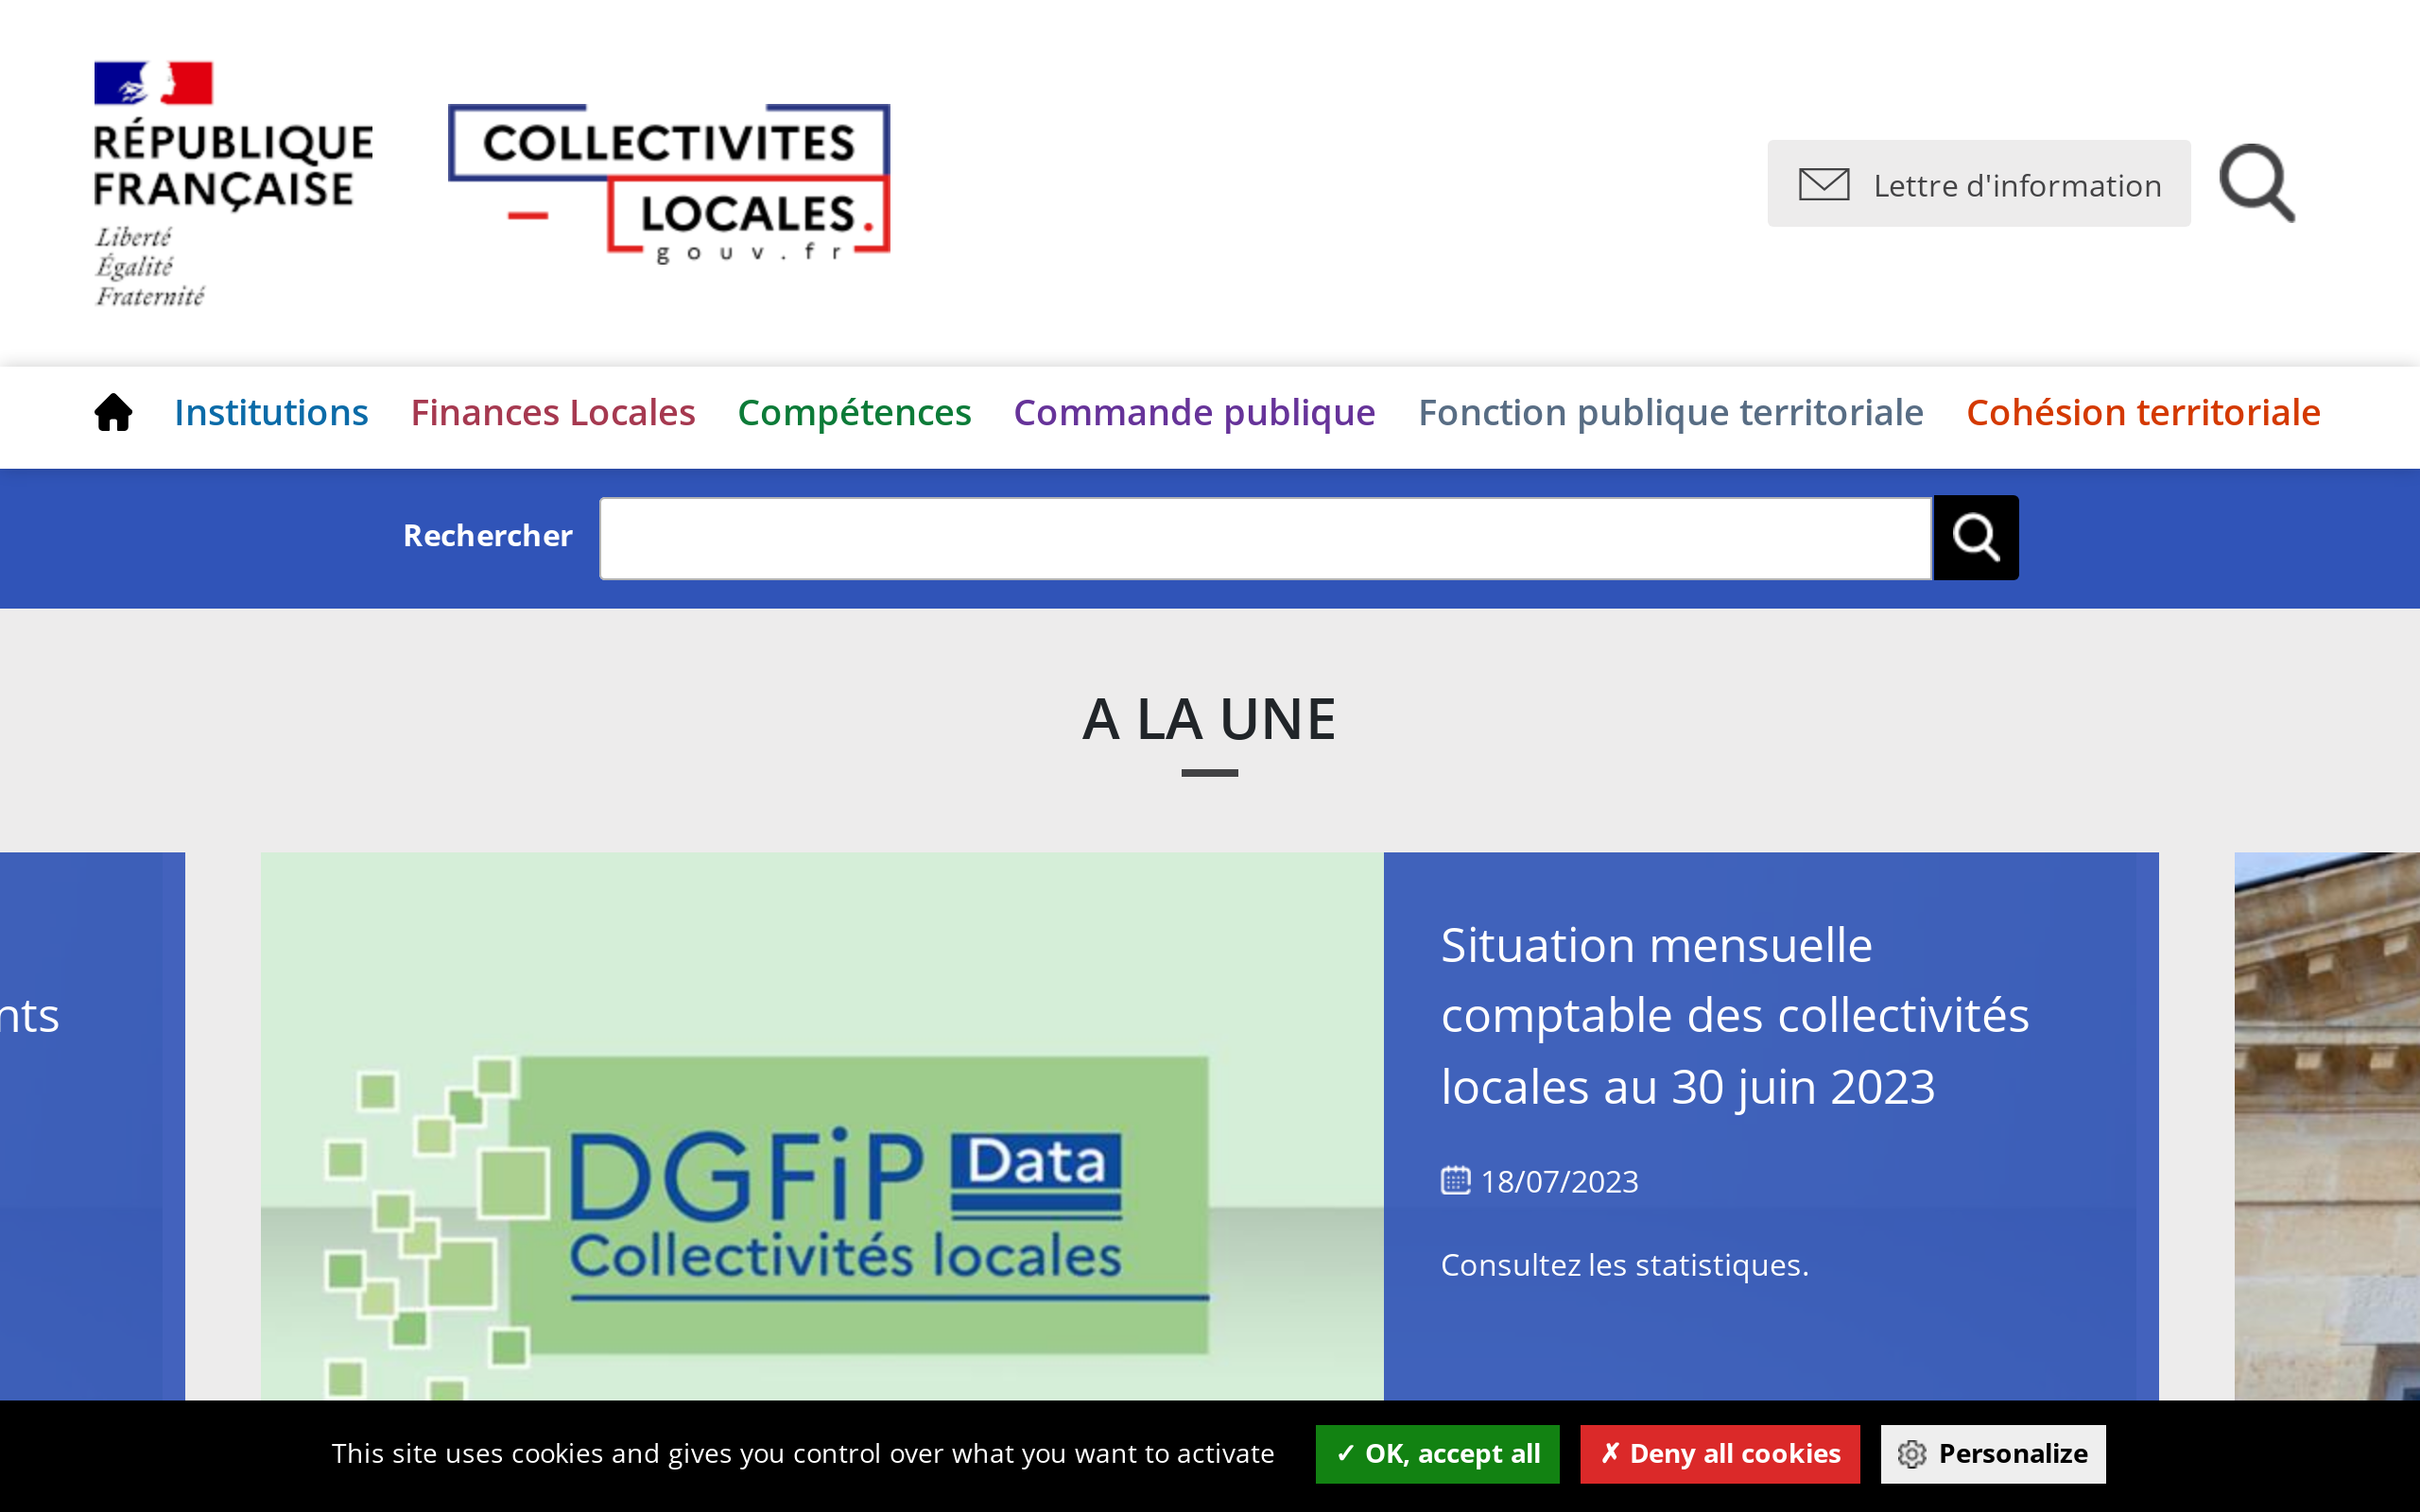 RÉPUBLIQUE
FRANÇAISE
Liberté
Égalité
Fraternité
COLLECTIVITES
LOCALES.
gouv.fr
Lettre d'information
Institutions
Finances Locales
Compétences
Commande publique
Fonction publique territoriale
Cohésion territoriale
Rechercher
A LA UNE
DGFiP Data
Collectivités locales
Situation mensuelle
comptable des collectivités
locales au 30 juin 2023
18/07/2023
Consultez les statistiques.
This site uses cookies and gives you control over what you want to activate
✓ OK, accept all
✗ Deny all cookies
Personalize